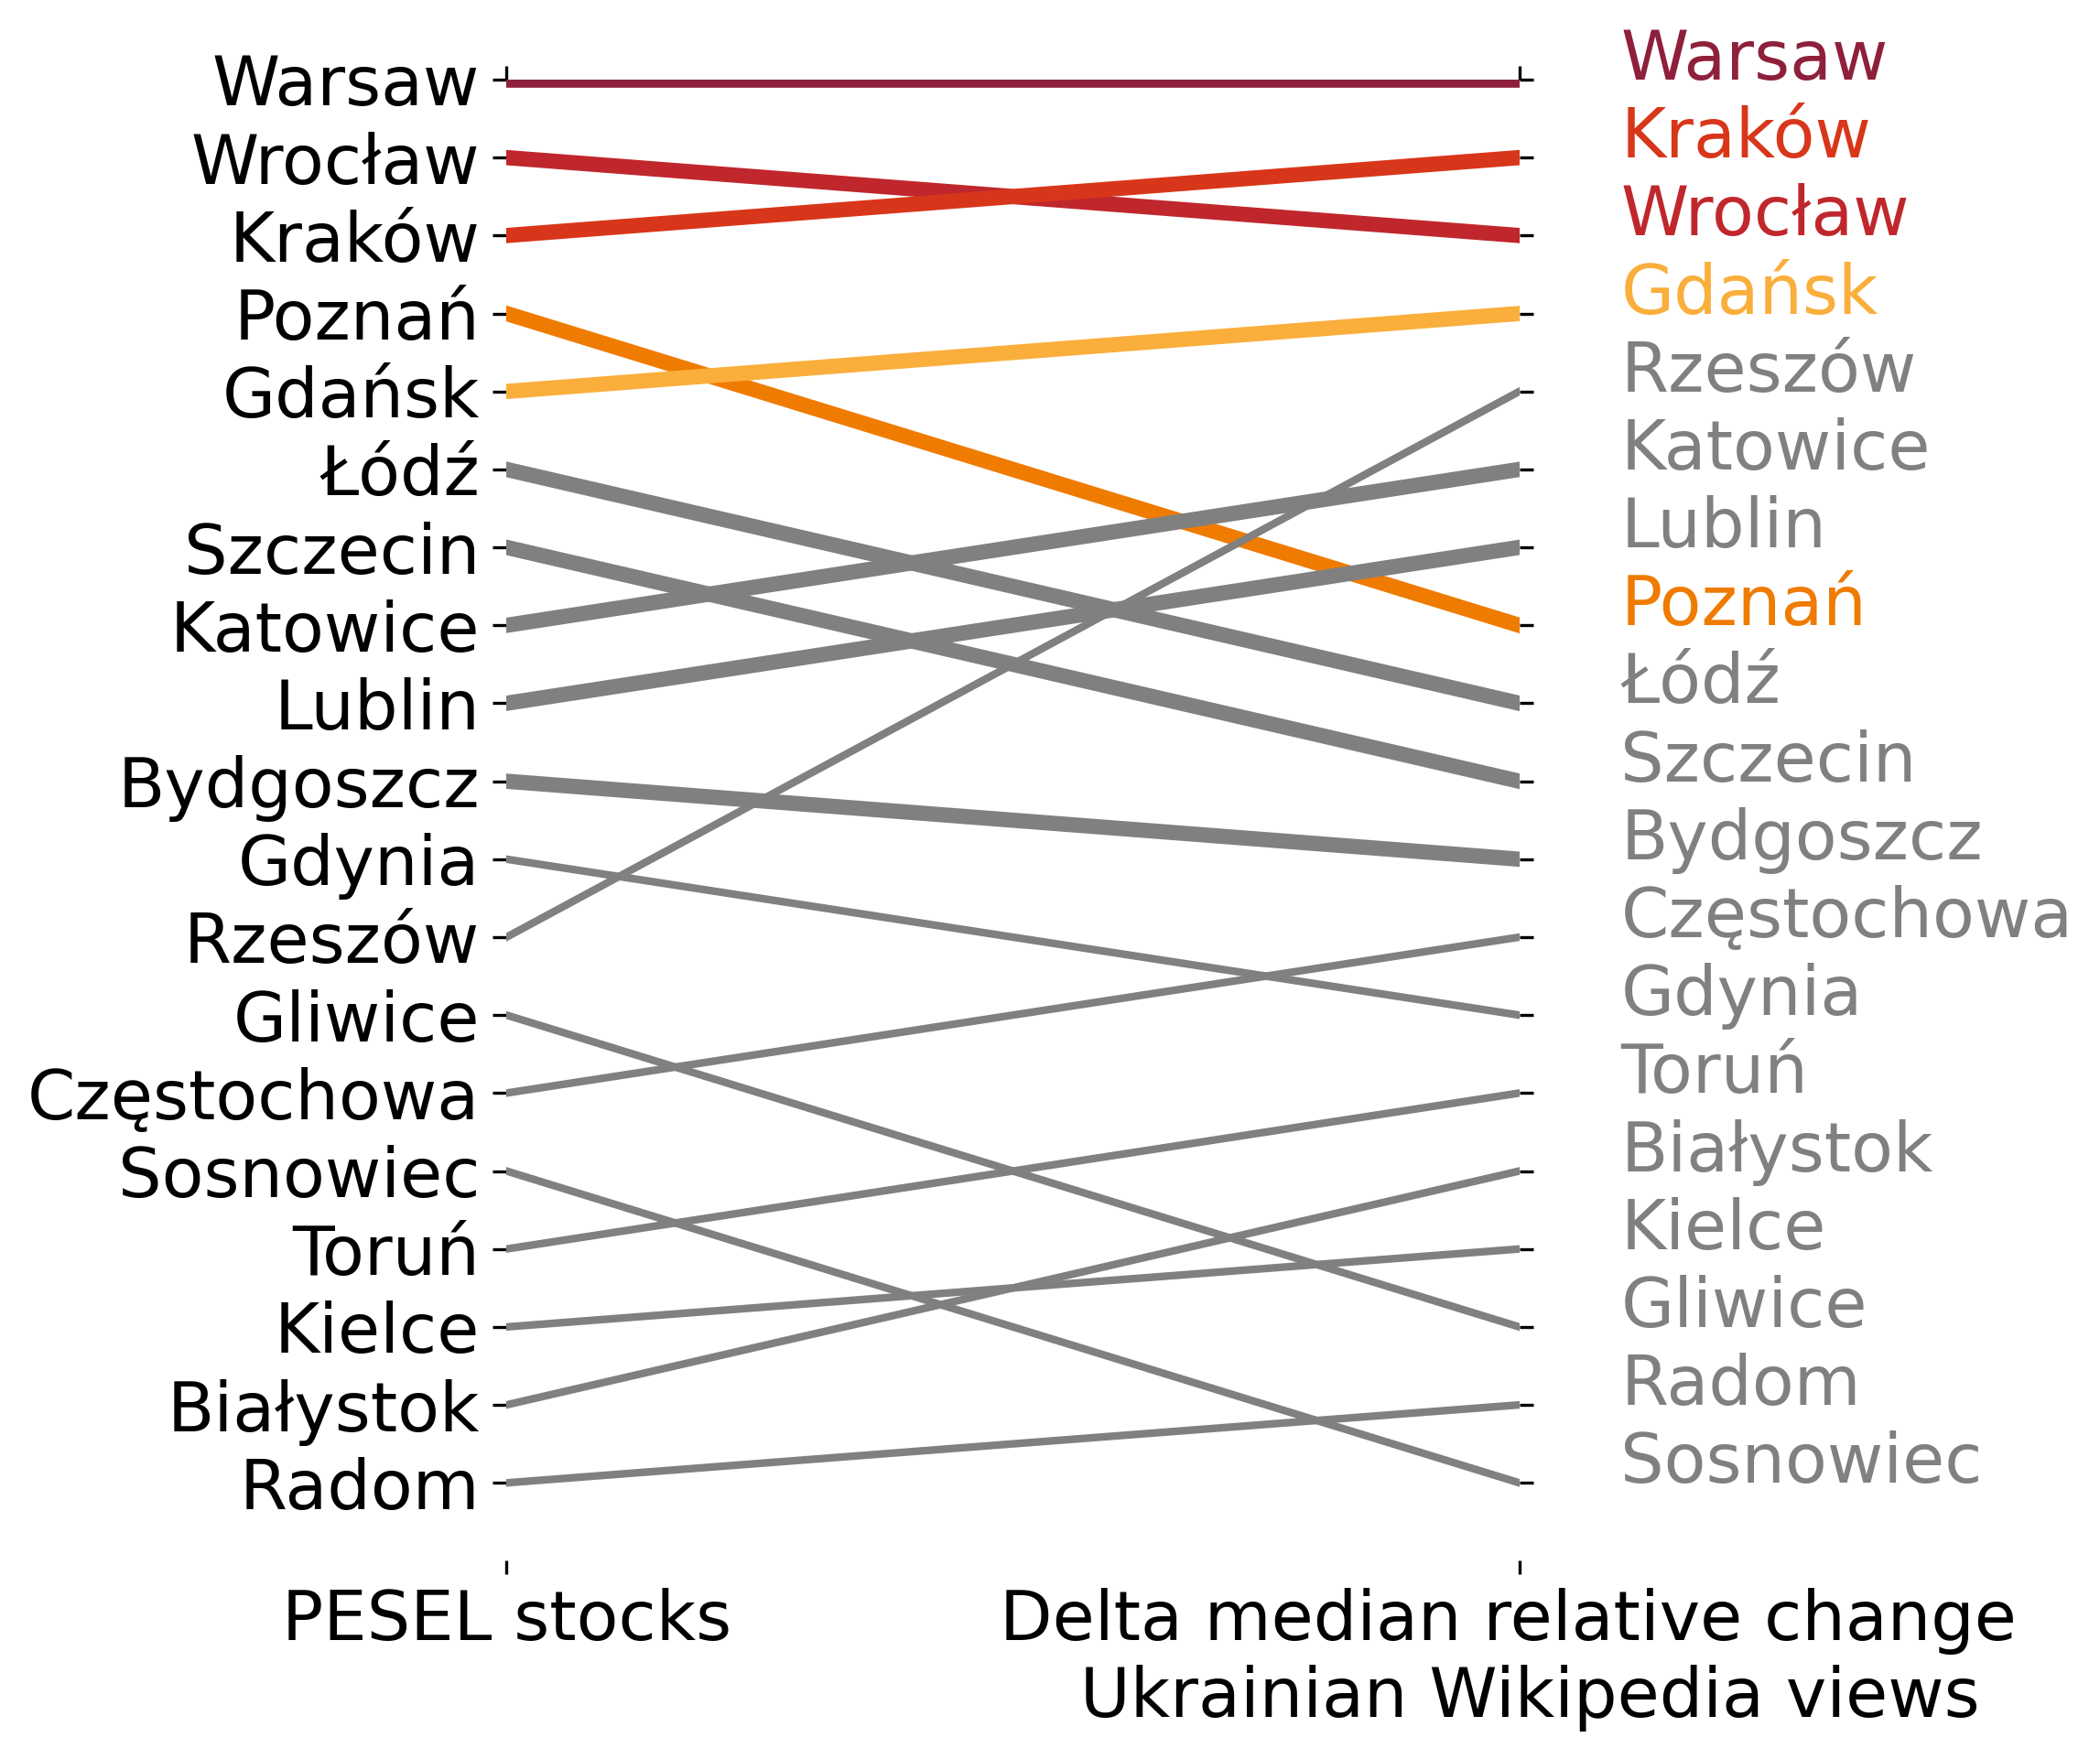 Warsaw
Wrocław
Kraków
Poznań
Gdańsk
Łódź
Szczecin
Katowice
Lublin
Bydgoszcz
Gdynia
Rzeszów
Gliwice
Częstochowa
Sosnowiec
Toruń
Kielce
Białystok
Radom
Warsaw
Kraków
Wrocław
Gdańsk
Rzeszów
Katowice
Lublin
Poznań
Łódź
Szczecin
Bydgoszcz
Częstochowa
Gdynia
Toruń
Białystok
Kielce
Gliwice
Radom
Sosnowiec
PESEL stocks
Delta median relative change
Ukrainian Wikipedia views